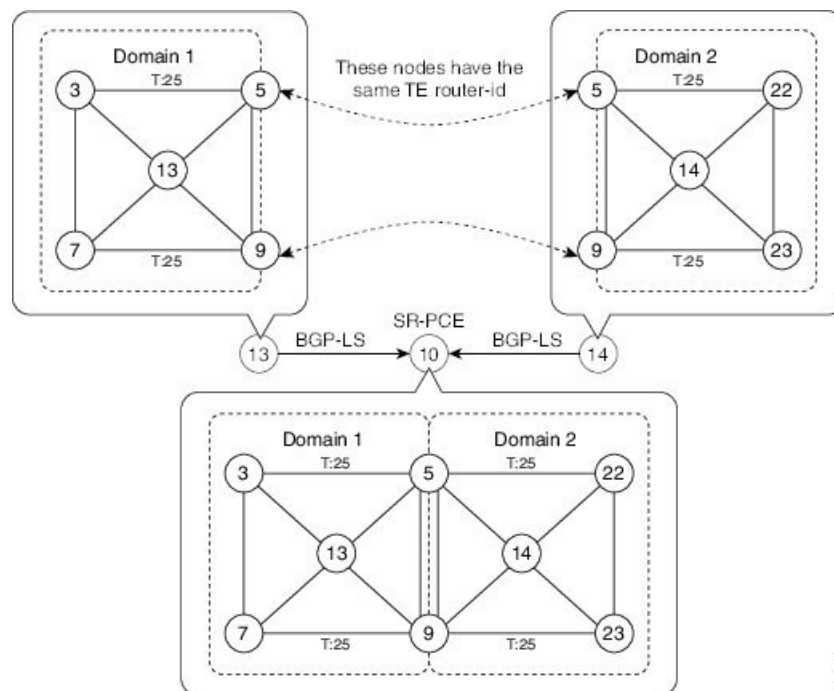 Domain 1
T:25
3
5
13
7
9
T:25
These nodes have the
same TE router-id
Domain 2
T:25
5
22
14
9
23
T:25
SR-PCE
13
BGP-LS
10
BGP-LS
14
Domain 1
Domain 2
T:25
T:25
3
5
22
13
14
7
9
23
T:25
T:25